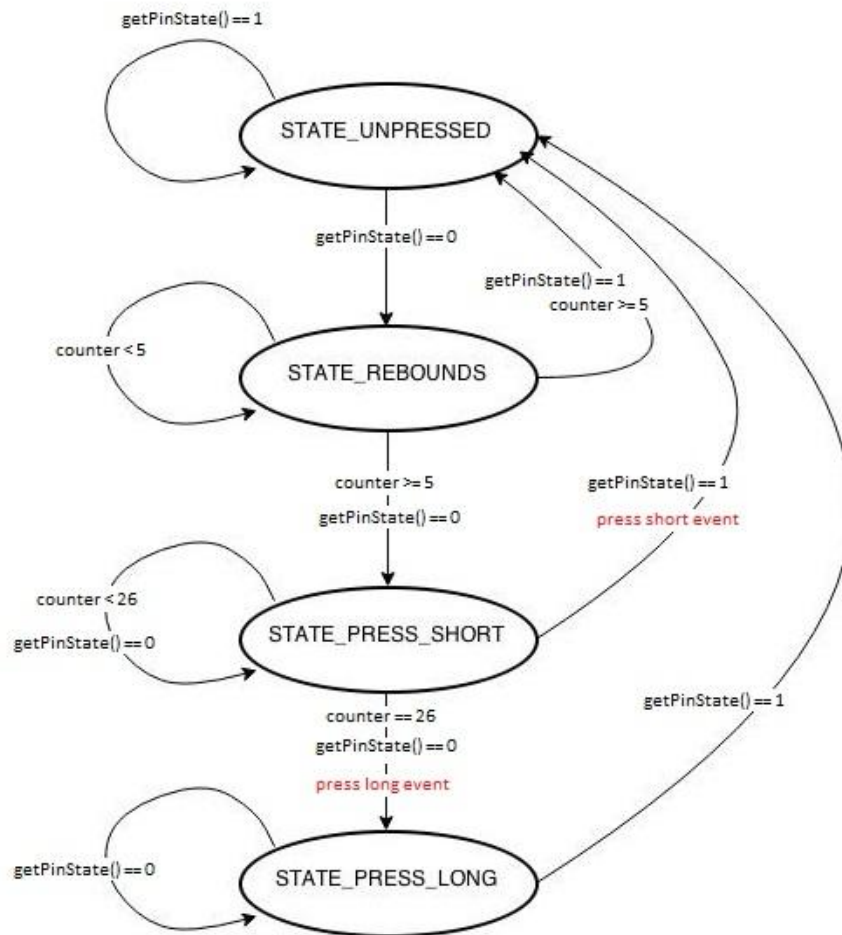 getPinState() == 1
STATE_UNPRESSED
getPinState() == 0
getPinState() == 1
counter >= 5
counter < 5
STATE_REBOUNDS
counter >= 5
getPinState() == 0
getPinState() == 1
press short event
counter < 26
getPinState() == 0
STATE_PRESS_SHORT
counter == 26
getPinState() == 0
press long event
getPinState() == 1
getPinState() == 0
STATE_PRESS_LONG